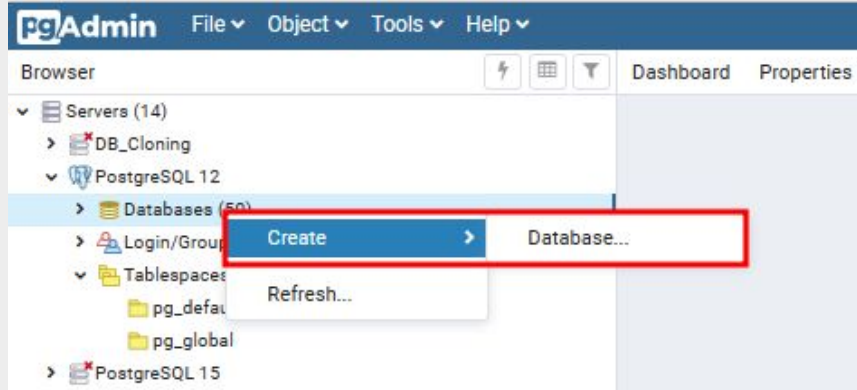 pgAdmin File Object Tools Help
Browser Dashboard Properties
Servers (14)
DB_Cloning
PostgreSQL 12
Databases
Create Database...
Login/Group
Tablespaces
Refresh...
pg_defau
pg_global
PostgreSQL 15